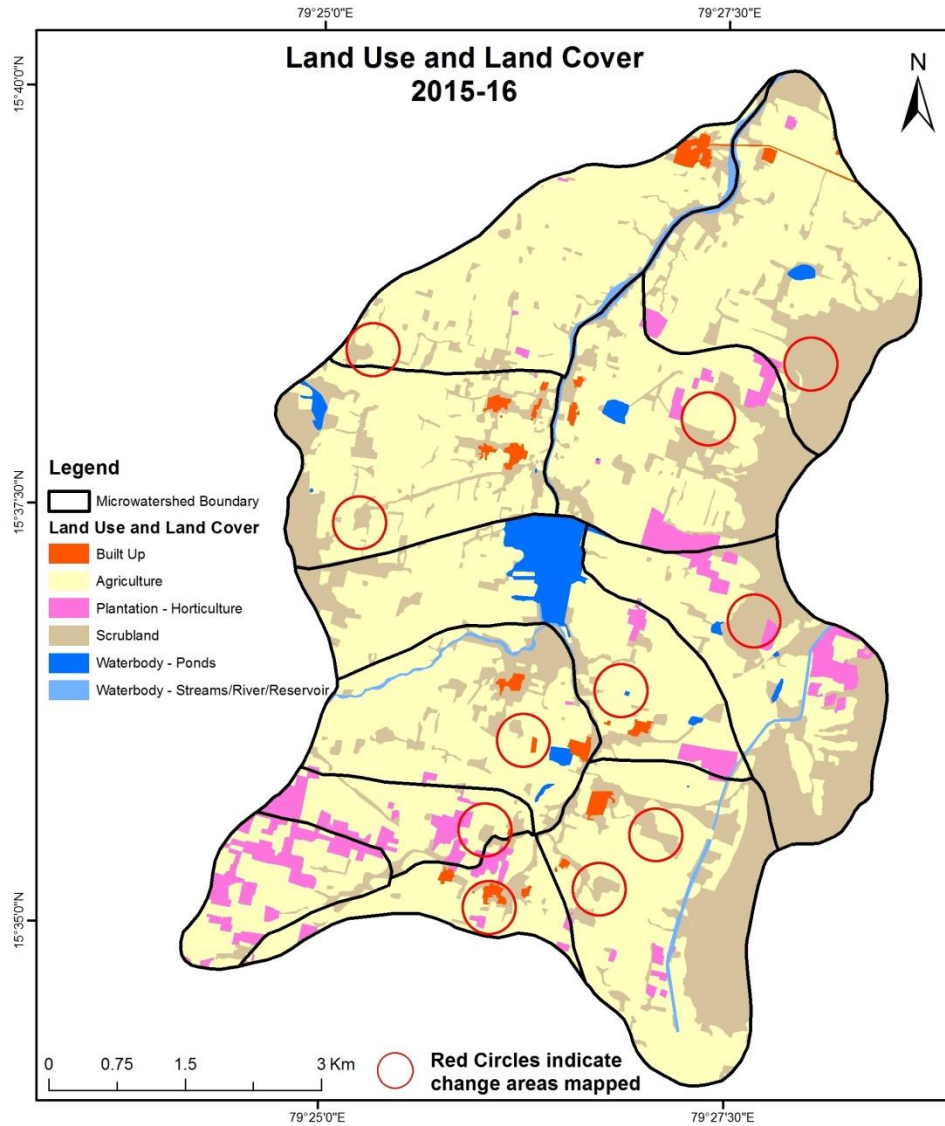 79°25'0"E
79°27'30"E
Land Use and Land Cover
2015-16
N
15°40'0"N
15°37'30"N
Legend
Microwatershed Boundary
Land Use and Land Cover
Built Up
Agriculture
Plantation - Horticulture
Scrubland
Waterbody - Ponds
Waterbody - Streams/River/Reservoir
15°35'0"N
0 0.75 1.5 3 Km
Red Circles indicate
change areas mapped
79°25'0"E
79°27'30"E